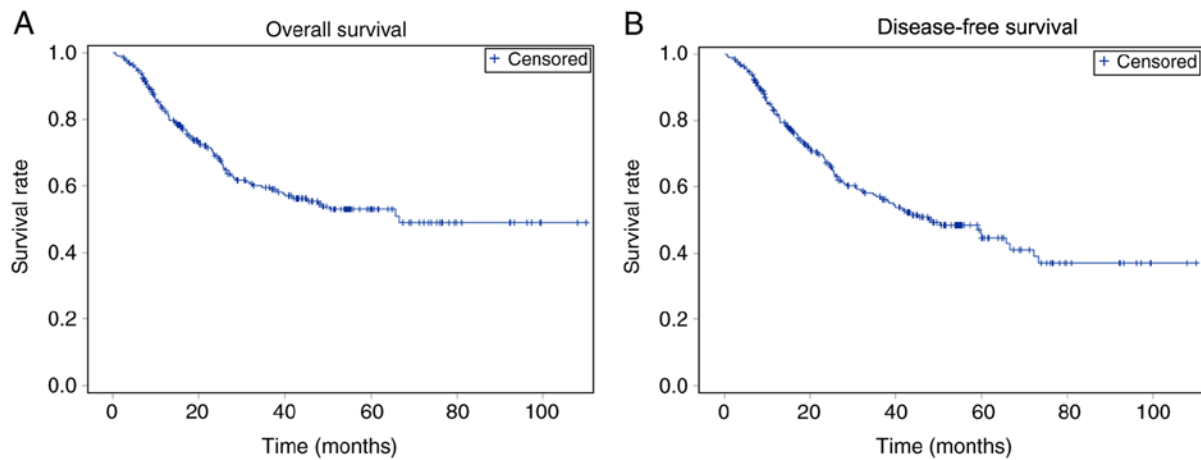 A
Overall survival
Censored
1.0
0.8
0.6
0.4
0.2
0.0
Survival rate
0 20 40 60 80 100
Time (months)
B
Disease-free survival
Censored
1.0
0.8
0.6
0.4
0.2
0.0
Survival rate
0 20 40 60 80 100
Time (months)